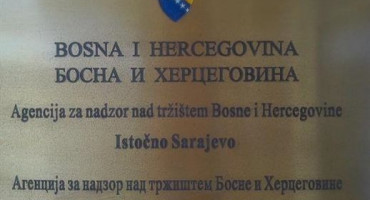 BOSNA I HERCEGOVINA
БОСНА И ХЕРЦЕГОВИНА
Agencija za nadzor nad tržištem Bosne i Hercegovine
Istočno Sarajevo
Агенција за надзор над тржиштем Босне и Херцеговине